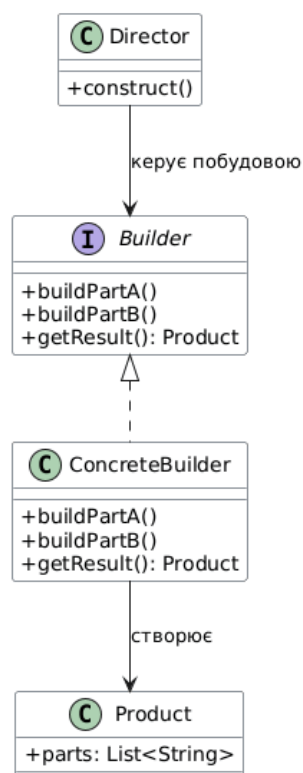 C Director
+construct()
керує побудовою
I Builder
+buildPartA()
+buildPartB()
+getResult(): Product
C ConcreteBuilder
+buildPartA()
+buildPartB()
+getResult(): Product
створює
C Product
+parts: List<String>